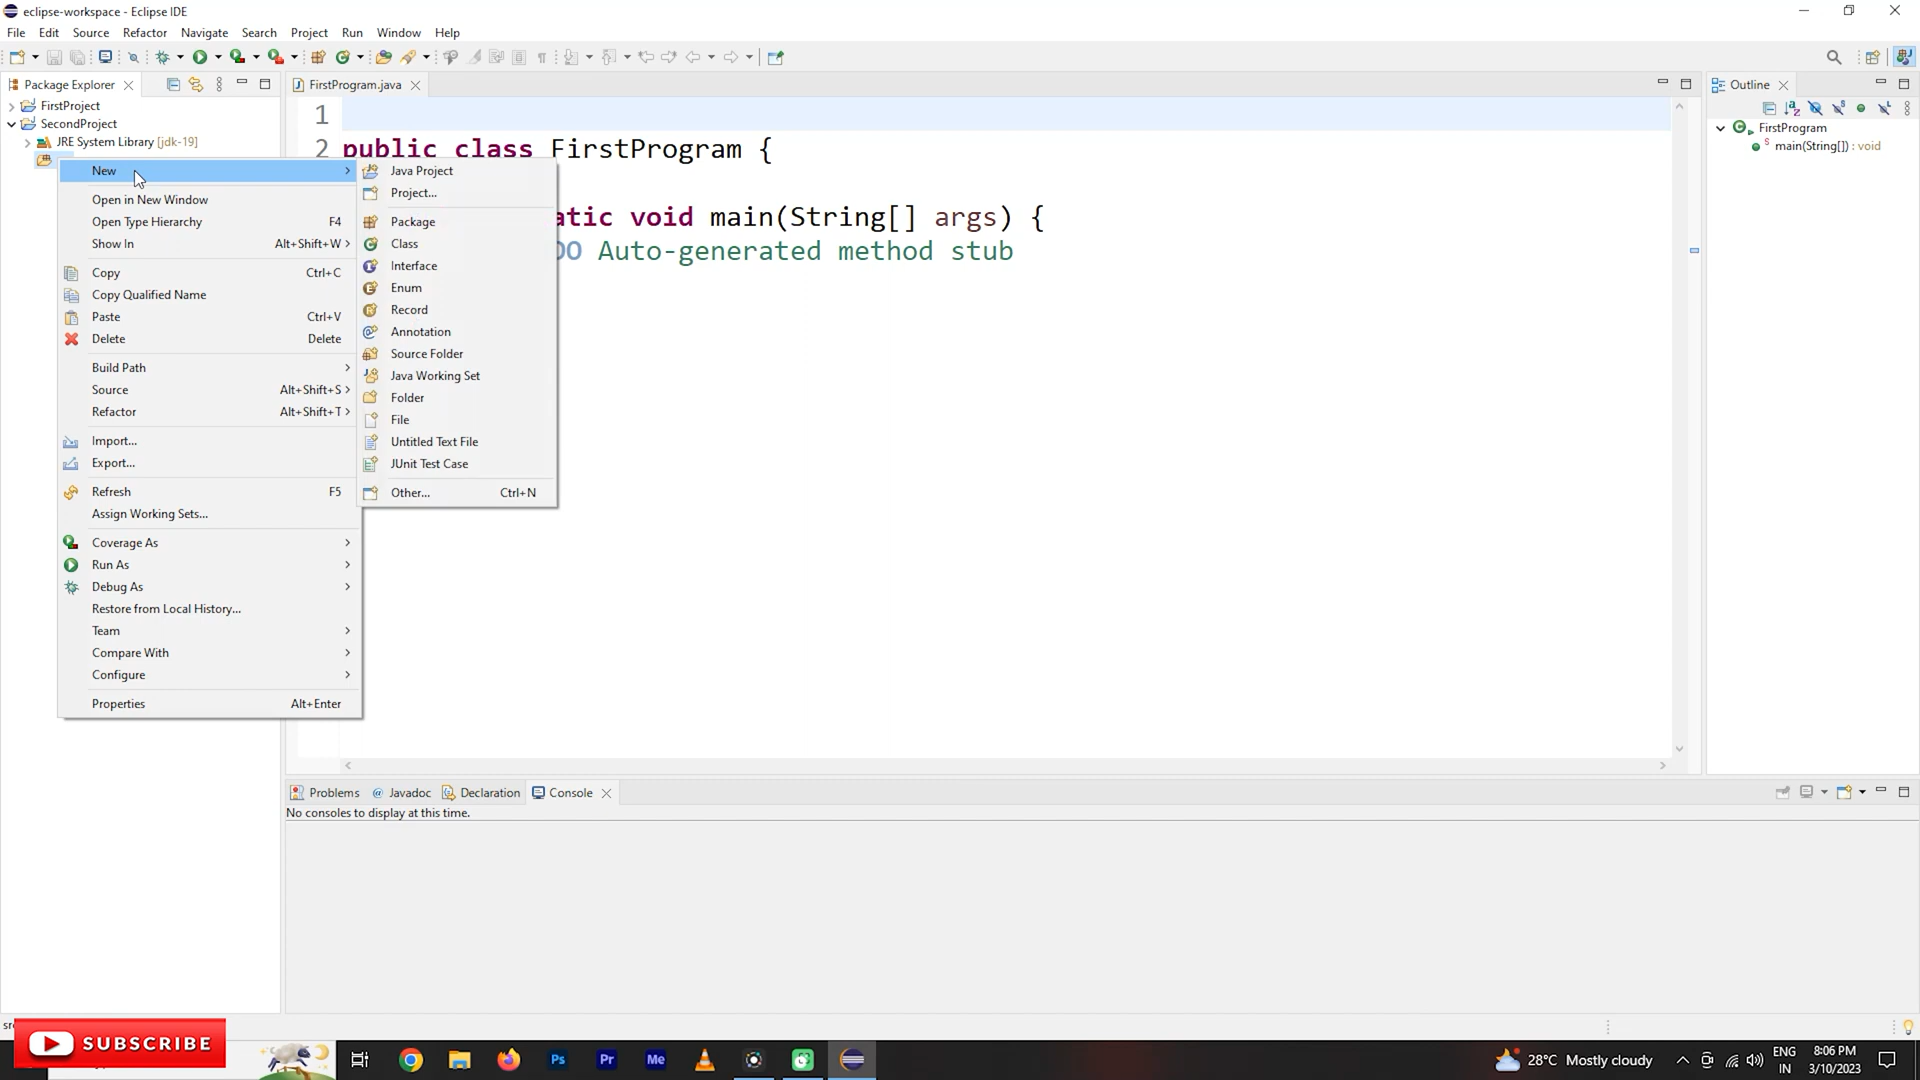 eclipse-workspace - Eclipse IDE
File Edit Source Refactor Navigate Search Project Run Window Help
Package Explorer
FirstProject
SecondProject
JRE System Library [jdk-19]
New
Open in New Window
Open Type Hierarchy F4
Show In Alt+Shift+W
Copy Ctrl+C
Copy Qualified Name
Paste Ctrl+V
Delete Delete
Build Path
Source Alt+Shift+S
Refactor Alt+Shift+T
Import...
Export...
Refresh F5
Assign Working Sets...
Coverage As
Run As
Debug As
Restore from Local History...
Team
Compare With
Configure
Properties Alt+Enter
Java Project
Project...
Package
Class
Interface
Enum
Record
Annotation
Source Folder
Java Working Set
Folder
File
Untitled Text File
JUnit Test Case
Other... Ctrl+N
FirstProgram.java
1
2 public class FirstProgram {
atic void main(String[] args) {
DO Auto-generated method stub
Outline
FirstProgram
main(String[]) : void
Problems Javadoc Declaration Console
No consoles to display at this time.
SUBSCRIBE
Ps Pr Me
28°C Mostly cloudy
ENG
IN
8:06 PM
3/10/2023